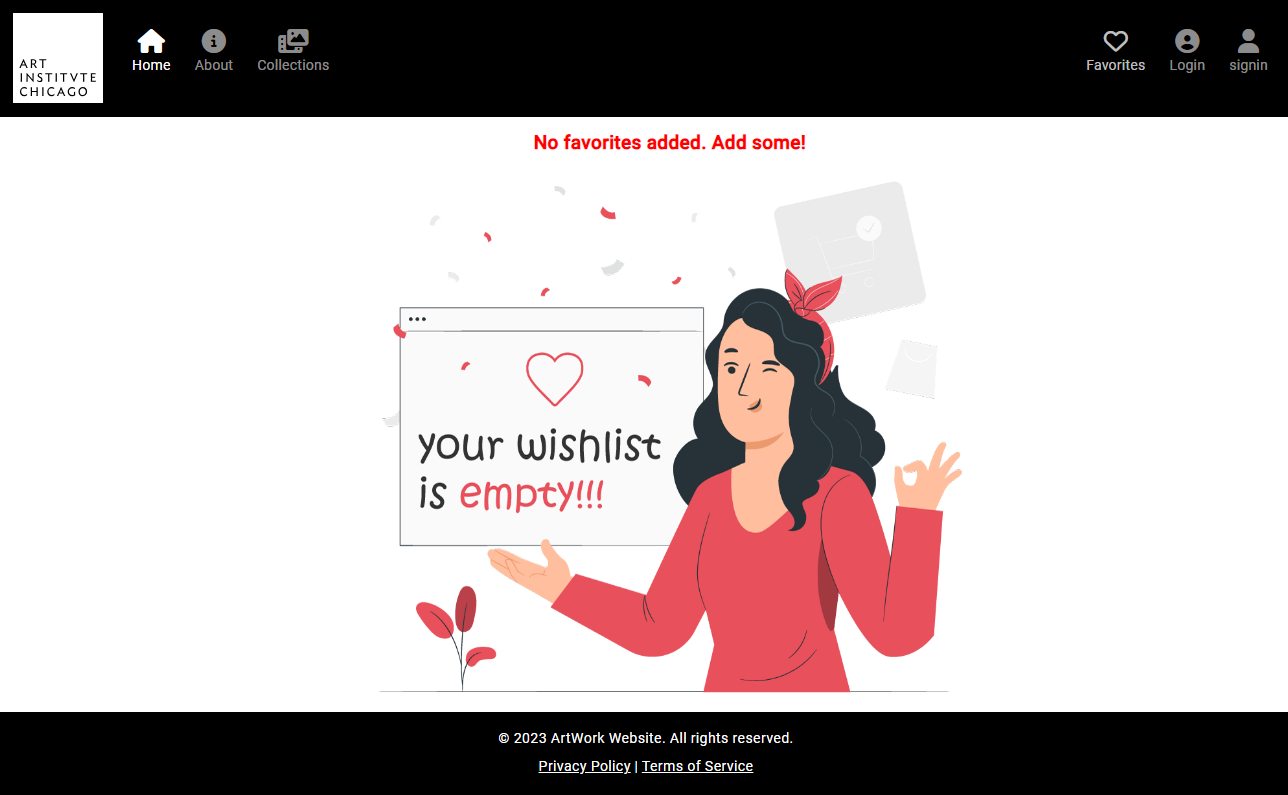 ART
INSTITVTE
CHICAGO
Home
About
Collections
Favorites
Login
signin
No favorites added. Add some!
your wishlist
is empty!!!
© 2023 ArtWork Website. All rights reserved.
Privacy Policy | Terms of Service